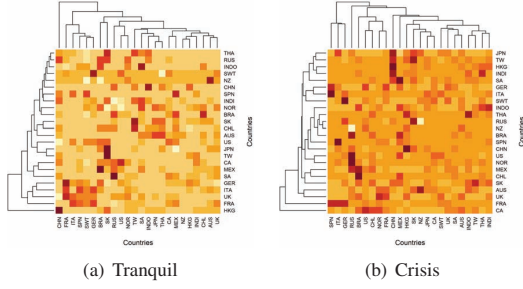 THA
RUS
INDO
SWT
NZ
CHN
SPN
INDI
NOR
BRA
SK
CHL
AUS
US
JPN
TW
CA
MEX
SA
GER
ITA
UK
FRA
HKG
Countries
CHN
FRA
ITA
SPN
SWT
GER
BRA
SK
RUS
US
NOR
TW
SA
INDO
JPN
THA
CA
MEX
NZ
HKG
INDI
CHL
AUS
UK
Countries
(a) Tranquil
JPN
TW
HKG
SA
GER
ITA
SWT
INDO
THA
RUS
NZ
BRA
SPN
CHN
US
MEX
CHL
SK
AUS
UK
FRA
CA
Countries
SPN
ITA
GER
RUS
BRA
US
CHL
NOR
FRA
CHN
MEX
HKG
TW
NZ
JPN
SA
CA
SWT
UK
SK
AUS
INDO
THA
INDI
Countries
(b) Crisis